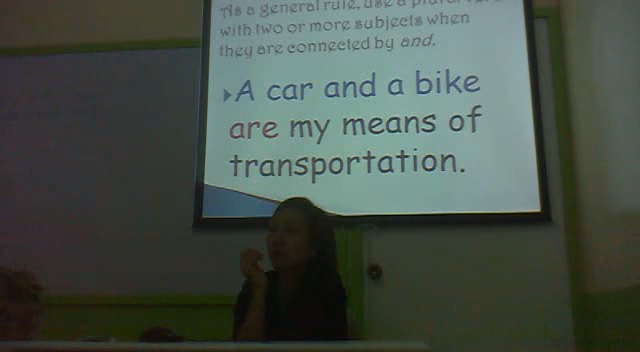 As a general rule, use a plural
with two or more subjects when
they are connected by and.
A car and a bike
are my means of
transportation.